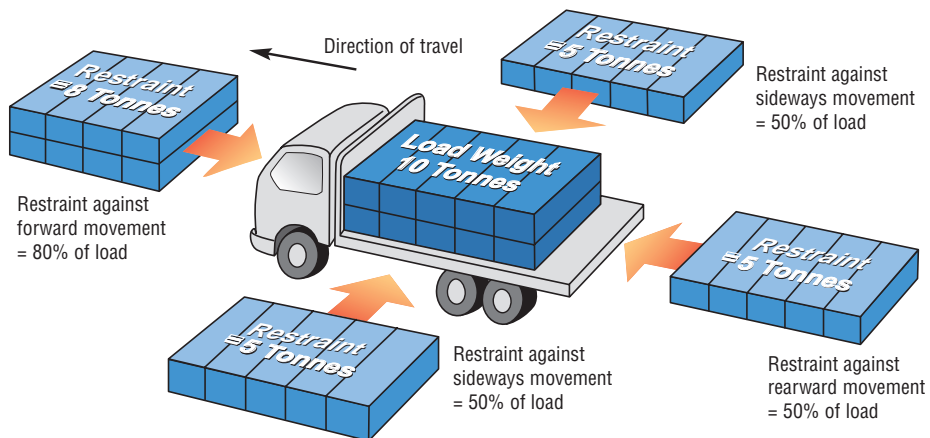 Direction of travel
Restraint
=5 Tonnes
Restraint against
sideways movement
= 50% of load
Restraint
=8 Tonnes
Restraint against
forward movement
= 80% of load
Load Weight
10 Tonnes
Restraint
=5 Tonnes
Restraint against
rearward movement
= 50% of load
Restraint
=5 Tonnes
Restraint against
sideways movement
= 50% of load